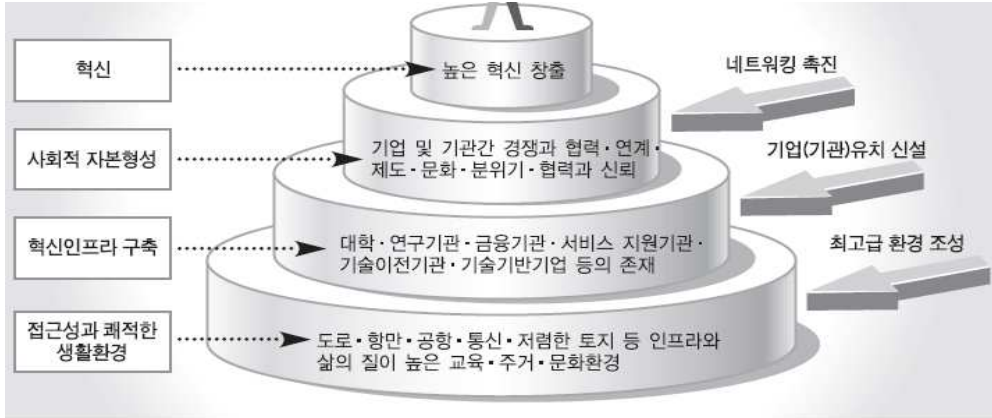 혁신
높은 혁신 창출
네트워킹 촉진
사회적 자본형성
기업 및 기관간 경쟁과 협력·연계·
제도·문화·분위기·협력과 신뢰
기업(기관)유치 신설
혁신인프라 구축
대학·연구기관·금융기관·서비스 지원기관·
기술이전기관·기술기반기업 등의 존재
최고급 환경 조성
접근성과 쾌적한
생활환경
도로·항만·공항·통신·저렴한 토지 등 인프라와
삶의 질이 높은 교육·주거·문화환경